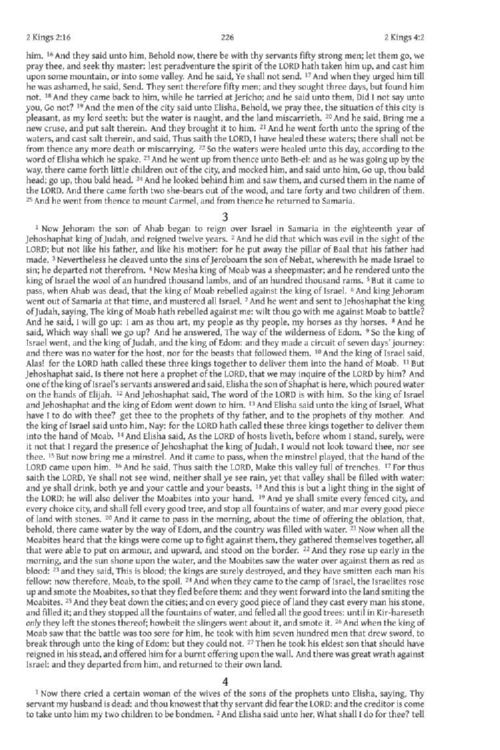 2 Kings 2:16 226 2 Kings 4:2
him. 16 And they said unto him, Behold now, there be with thy servants fifty strong men; let them go, we
pray thee, and seek thy master: lest peradventure the spirit of the LORD hath taken him up, and cast him
upon some mountain, or into some valley. And he said, Ye shall not send. 17 And when they urged him till
he was ashamed, he said, Send. They sent therefore fifty men; and they sought three days, but found him
not. 18 And they came back to him, while he tarried at Jericho; and he said unto them, Did I not say unto
you, Go not? 19 And the men of the city said unto Elisha, Behold, we pray thee, the situation of this city is
pleasant, as my lord seeth: but the water is naught, and the land miscarrieth. 20 And he said, Bring me a
new cruse, and put salt therein. And they brought it to him. 21 And he went forth unto the spring of the
waters, and cast salt therein, and said, Thus saith the LORD, I have healed these waters; there shall not be
from thence any more death or miscarrying. 22 So the waters were healed unto this day, according to the
word of Elisha which he spake. 23 And he went up from thence unto Beth-el: and as he was going up by the
way, there came forth little children out of the city, and mocked him, and said unto him, Go up, thou bald
head; go up, thou bald head. 24 And he looked behind him and saw them, and cursed them in the name of
the LORD. And there came forth two she-bears out of the wood, and tare forty and two children of them.
25 And he went from thence to mount Carmel, and from thence he returned to Samaria.
3
1 Now Jehoram the son of Ahab began to reign over Israel in Samaria in the eighteenth year of
Jehoshaphat king of Judah, and reigned twelve years. 2 And he did that which was evil in the sight of the
LORD; but not like his father, and like his mother: for he put away the pillar of Baal that his father had
made. 3 Nevertheless he cleaved unto the sins of Jeroboam the son of Nebat, wherewith he made Israel to
sin; he departed not therefrom. 4 Now Mesha king of Moab was a sheepmaster; and he rendered unto the
king of Israel the wool of an hundred thousand lambs, and of an hundred thousand rams. 5 But it came to
pass, when Ahab was dead, that the king of Moab rebelled against the king of Israel. 6 And king Jehoram
went out of Samaria at that time, and mustered all Israel. 7 And he went and sent to Jehoshaphat the king
of Judah, saying, The king of Moab hath rebelled against me: wilt thou go with me against Moab to battle?
And he said, I will go up: I am as thou art, my people as thy people, my horses as thy horses. 8 And he
said, Which way shall we go up? And he answered, The way of the wilderness of Edom. 9 So the king of
Israel went, and the king of Judah, and the king of Edom: and they made a circuit of seven days' journey:
and there was no water for the host, nor for the beasts that followed them. 10 And the king of Israel said,
Alas! for the LORD hath called these three kings together to deliver them into the hand of Moab. 11 But
Jehoshaphat said, Is there not here a prophet of the LORD, that we may inquire of the LORD by him? And
one of the king of Israel's servants answered and said, Elisha the son of Shaphat is here, which poured water
on the hands of Elijah. 12 And Jehoshaphat said, The word of the LORD is with him. So the king of Israel
and Jehoshaphat and the king of Edom went down to him. 13 And Elisha said unto the king of Israel, What
have I to do with thee? get thee to the prophets of thy father, and to the prophets of thy mother. And
the king of Israel said unto him, Nay: for the LORD hath called these three kings together to deliver them
into the hand of Moab. 14 And Elisha said, As the LORD of hosts liveth, before whom I stand, surely, were
it not that I regard the presence of Jehoshaphat the king of Judah, I would not look toward thee, nor see
thee. 15 But now bring me a minstrel. And it came to pass, when the minstrel played, that the hand of the
LORD came upon him. 16 And he said, Thus saith the LORD, Make this valley full of trenches. 17 For thus
saith the LORD, Ye shall not see wind, neither shall ye see rain, yet that valley shall be filled with water:
and ye shall drink, both ye and your cattle and your beasts. 18 And this is but a light thing in the sight of
the LORD: he will also deliver the Moabites into your hand. 19 And ye shall smite every fenced city, and
every choice city, and shall fell every good tree, and stop all fountains of water, and mar every good piece
of land with stones. 20 And it came to pass in the morning, about the time of offering the oblation, that,
behold, there came water by the way of Edom, and the country was filled with water. 21 Now when all the
Moabites heard that the kings were come up to fight against them, they gathered themselves together, all
that were able to put on armour, and upward, and stood on the border. 22 And they rose up early in the
morning, and the sun shone upon the water, and the Moabites saw the water over against them as red as
blood: 23 and they said, This is blood; the kings are surely destroyed, and they have smitten each man his
fellow: now therefore, Moab, to the spoil. 24 And when they came to the camp of Israel, the Israelites rose
up and smote the Moabites, so that they fled before them: and they went forward into the land smiting the
Moabites. 25 And they beat down the cities; and on every good piece of land they cast every man his stone,
and filled it; and they stopped all the fountains of water, and felled all the good trees: until in Kir-hareseth
only they left the stones thereof; howbeit the slingers went about it, and smote it. 26 And when the king of
Moab saw that the battle was too sore for him, he took with him seven hundred men that drew sword, to
break through unto the king of Edom: but they could not. 27 Then he took his eldest son that should have
reigned in his stead, and offered him for a burnt offering upon the wall. And there was great wrath against
Israel: and they departed from him, and returned to their own land.
4
1 Now there cried a certain woman of the wives of the sons of the prophets unto Elisha, saying, Thy
servant my husband is dead; and thou knowest that thy servant did fear the LORD: and the creditor is come
to take unto him my two children to be bondmen. 2 And Elisha said unto her, What shall I do for thee? tell